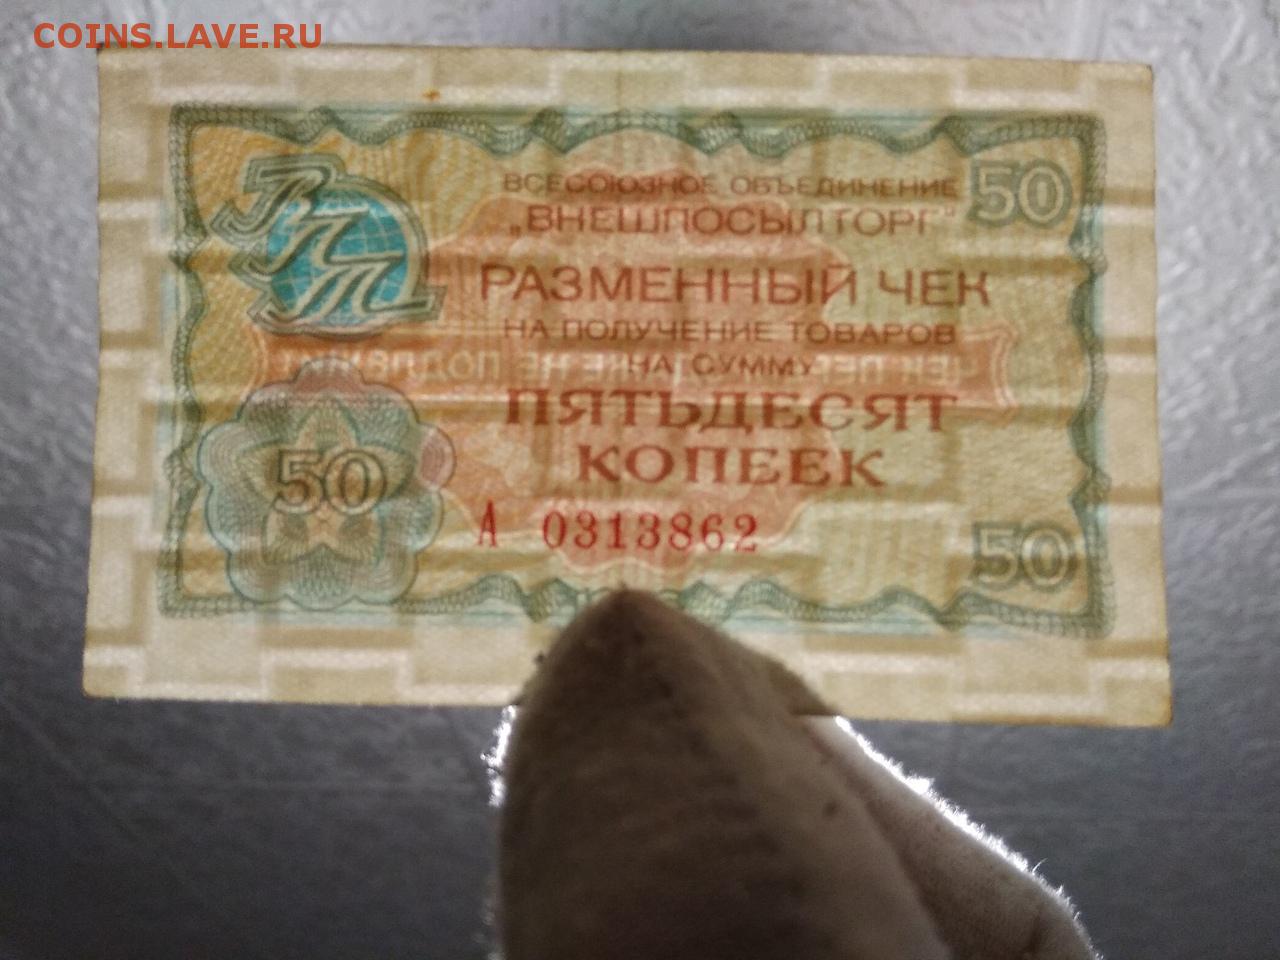 COINS.LAVE.RU
ВПТ
ВСЕСОЮЗНОЕ ОБЪЕДИНЕНИЕ
„ВНЕШПОСЫЛТОРГ"
50
РАЗМЕННЫЙ ЧЕК
НА ПОЛУЧЕНИЕ ТОВАРОВ
НА СУММУ
ПЯТЬДЕСЯТ
КОПЕЕК
50
А 0313862
50